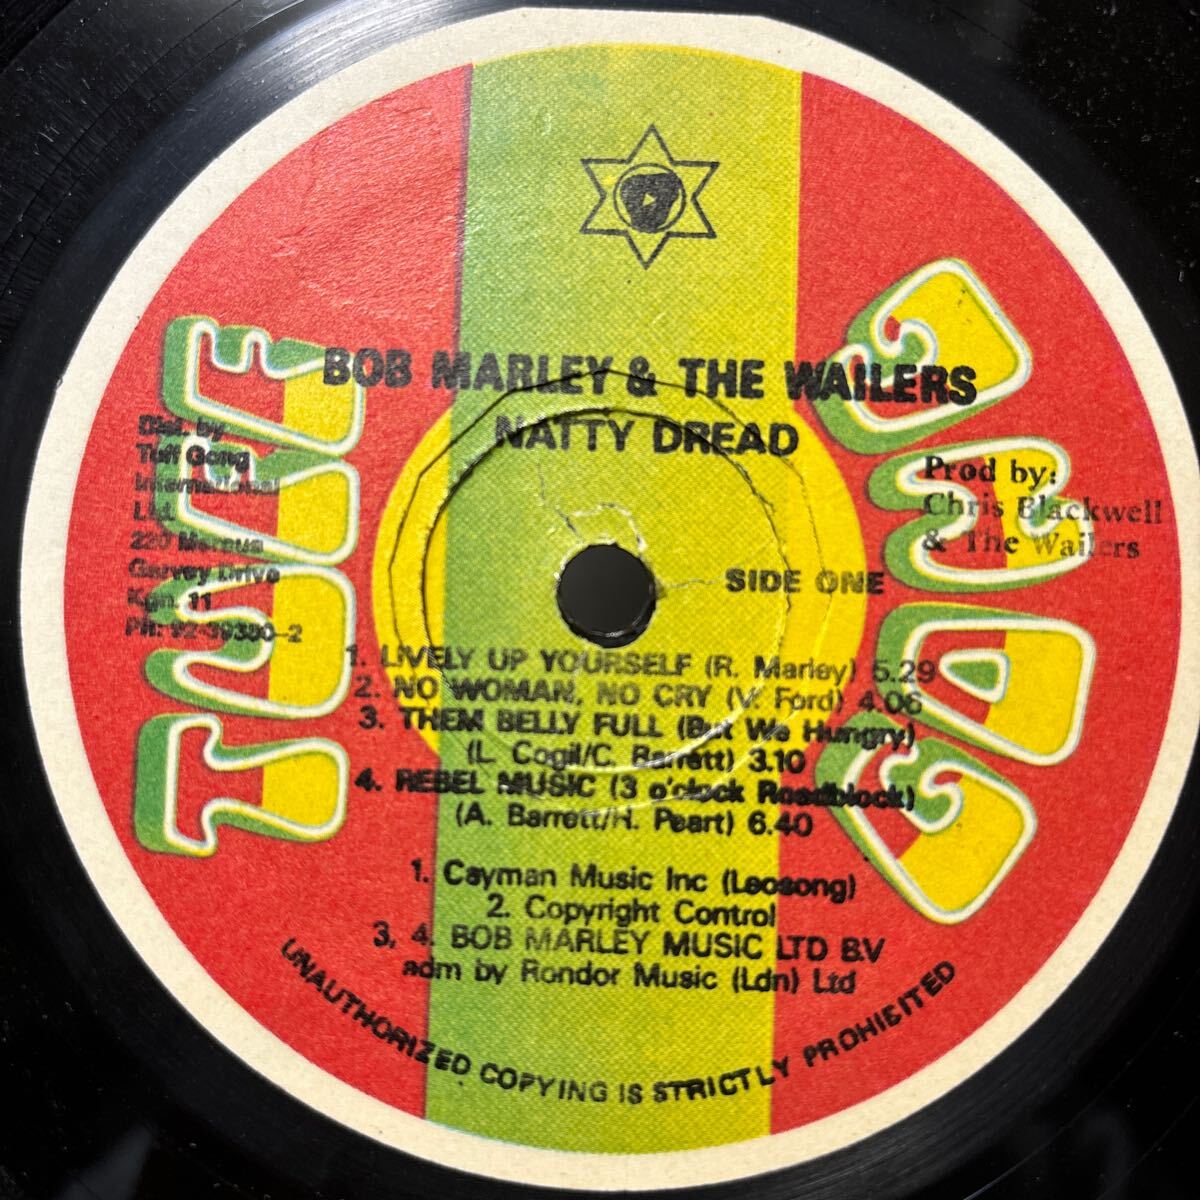 BOB MARLEY & THE WAILERS
NATTY DREAD
TUFF
GONG
Dist. by
Tuff Gong
International
Ltd.
220 Marcus
Garvey Drive
Kgn. 11
Ph: 92-39380-2
Prod by:
Chris Blackwell
& The Wailers
SIDE ONE
1. LIVELY UP YOURSELF (R. Marley) 5.29
2. NO WOMAN, NO CRY (V. Ford) 4.06
3. THEM BELLY FULL (But We Hungry)
(L. Cogil/C. Barrett) 3.10
4. REBEL MUSIC (3 o'clock Roadblock)
(A. Barrett/H. Peart) 6.40
1. Cayman Music Inc (Leosong)
2. Copyright Control
3, 4. BOB MARLEY MUSIC LTD B.V
adm by Rondor Music (Ldn) Ltd
UNAUTHORIZED COPYING IS STRICTLY PROHIBITED